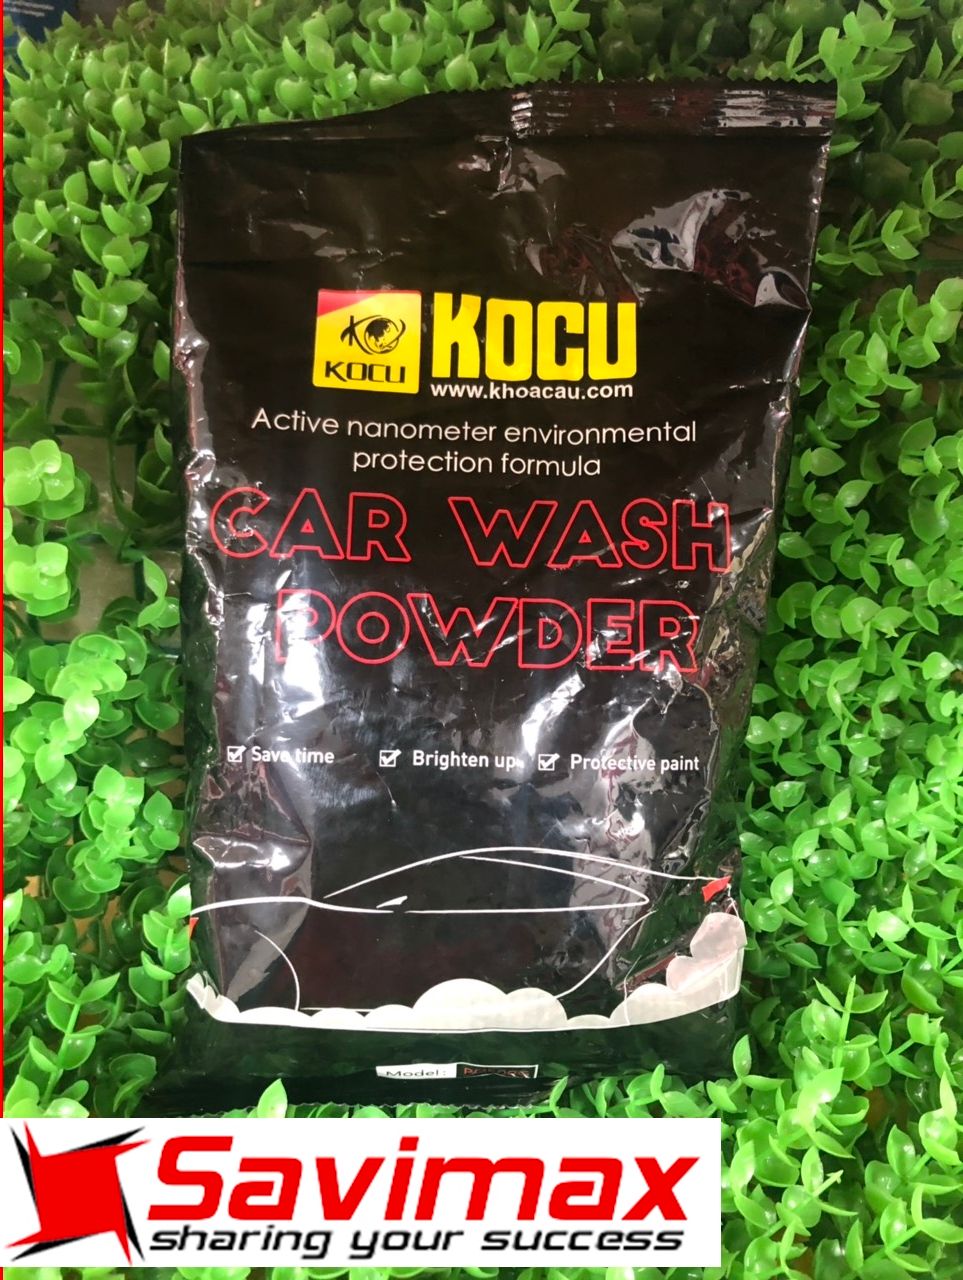 KOCU
KOCU
www.khoacau.com
Active nanometer environmental
protection formula
CAR WASH
POWDER
Save time
Brighten up
Protective paint
Model:
Savimax
sharing your success